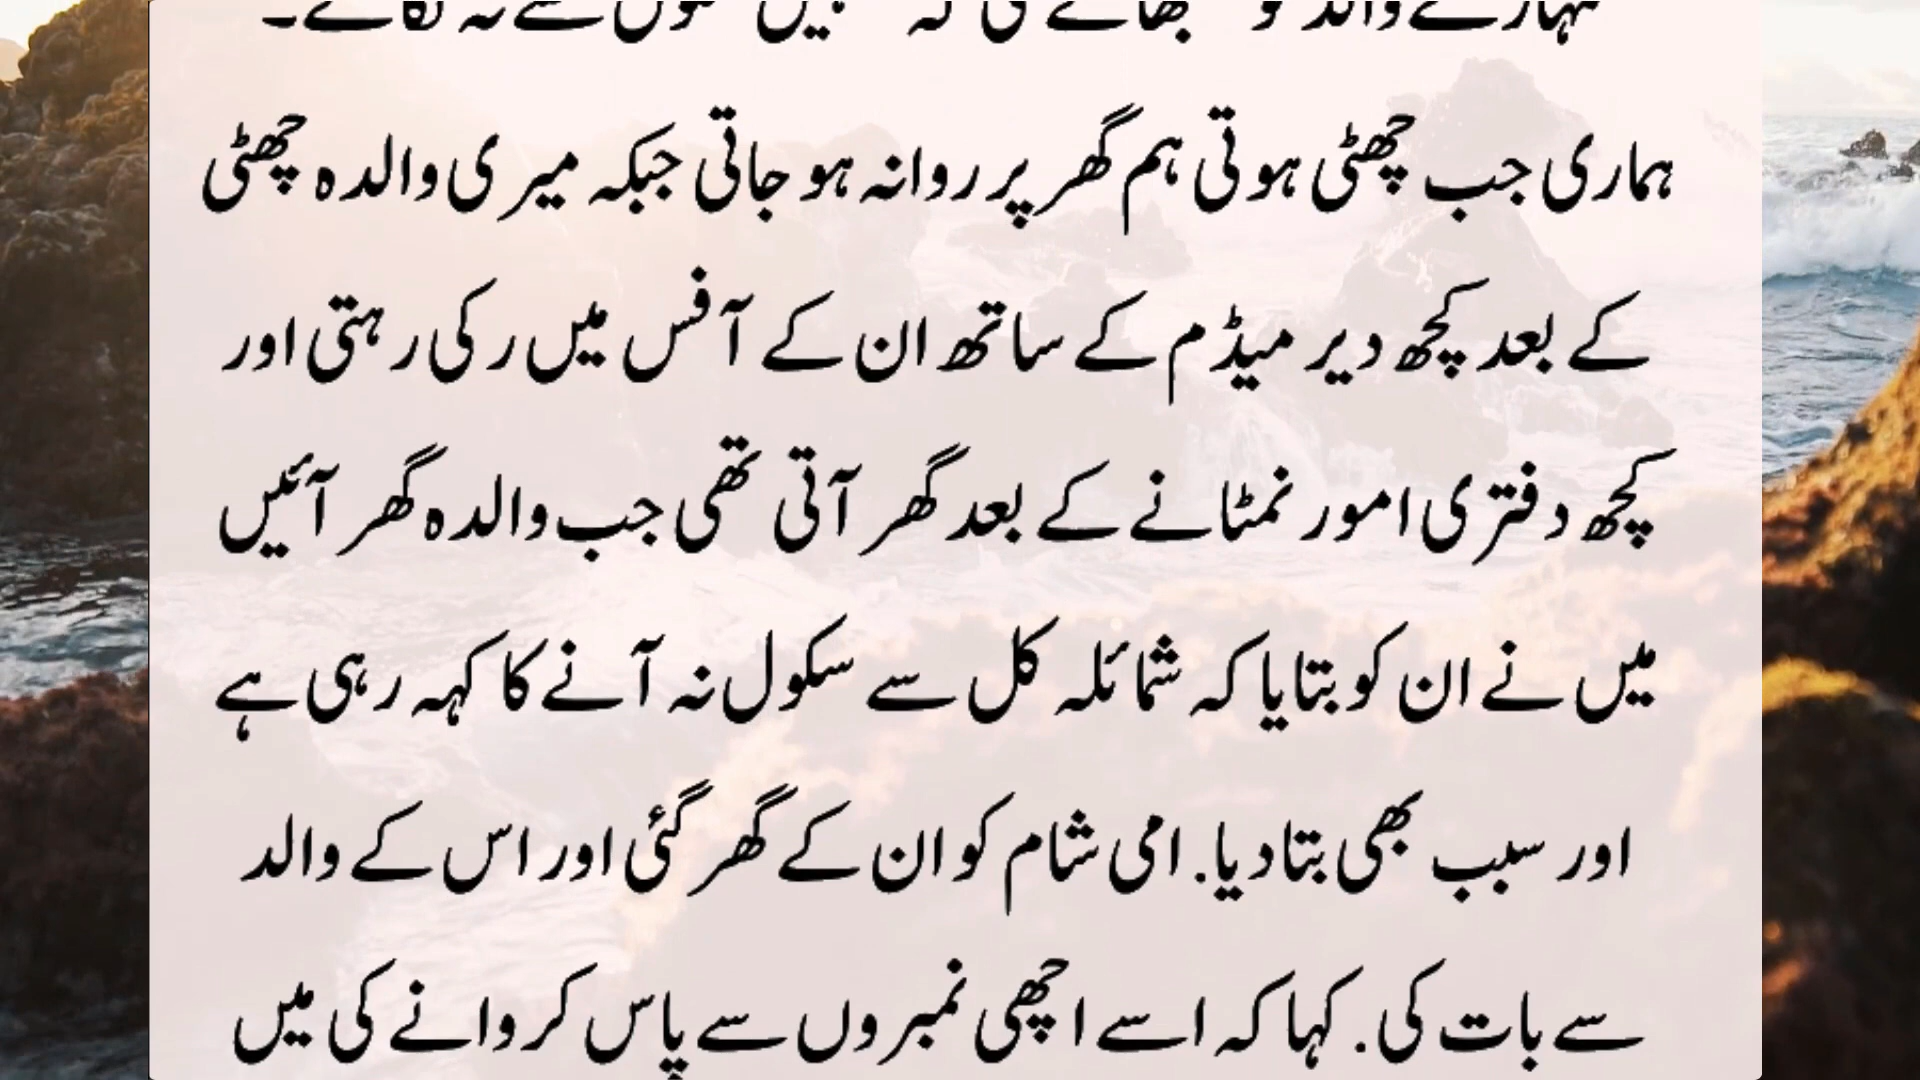 ہماری جب چھٹی ہوتی ہم گھر پر روانہ ہو جاتی جبکہ میری والدہ چھٹی
کے بعد کچھ دیر میڈم کے ساتھ ان کے آفس میں رکی رہتی اور
کچھ دفتری امور نمٹانے کے بعد گھر آتی تھی جب والدہ گھر آئیں
میں نے ان کو بتایا کہ شمائلہ کل سے سکول نہ آنے کا کہہ رہی ہے
اور سبب بھی بتا دیا. امی شام کو ان کے گھر گئی اور اس کے والد
سے بات کی. کہا کہ اسے اچھی نمبروں سے پاس کروانے کی میں